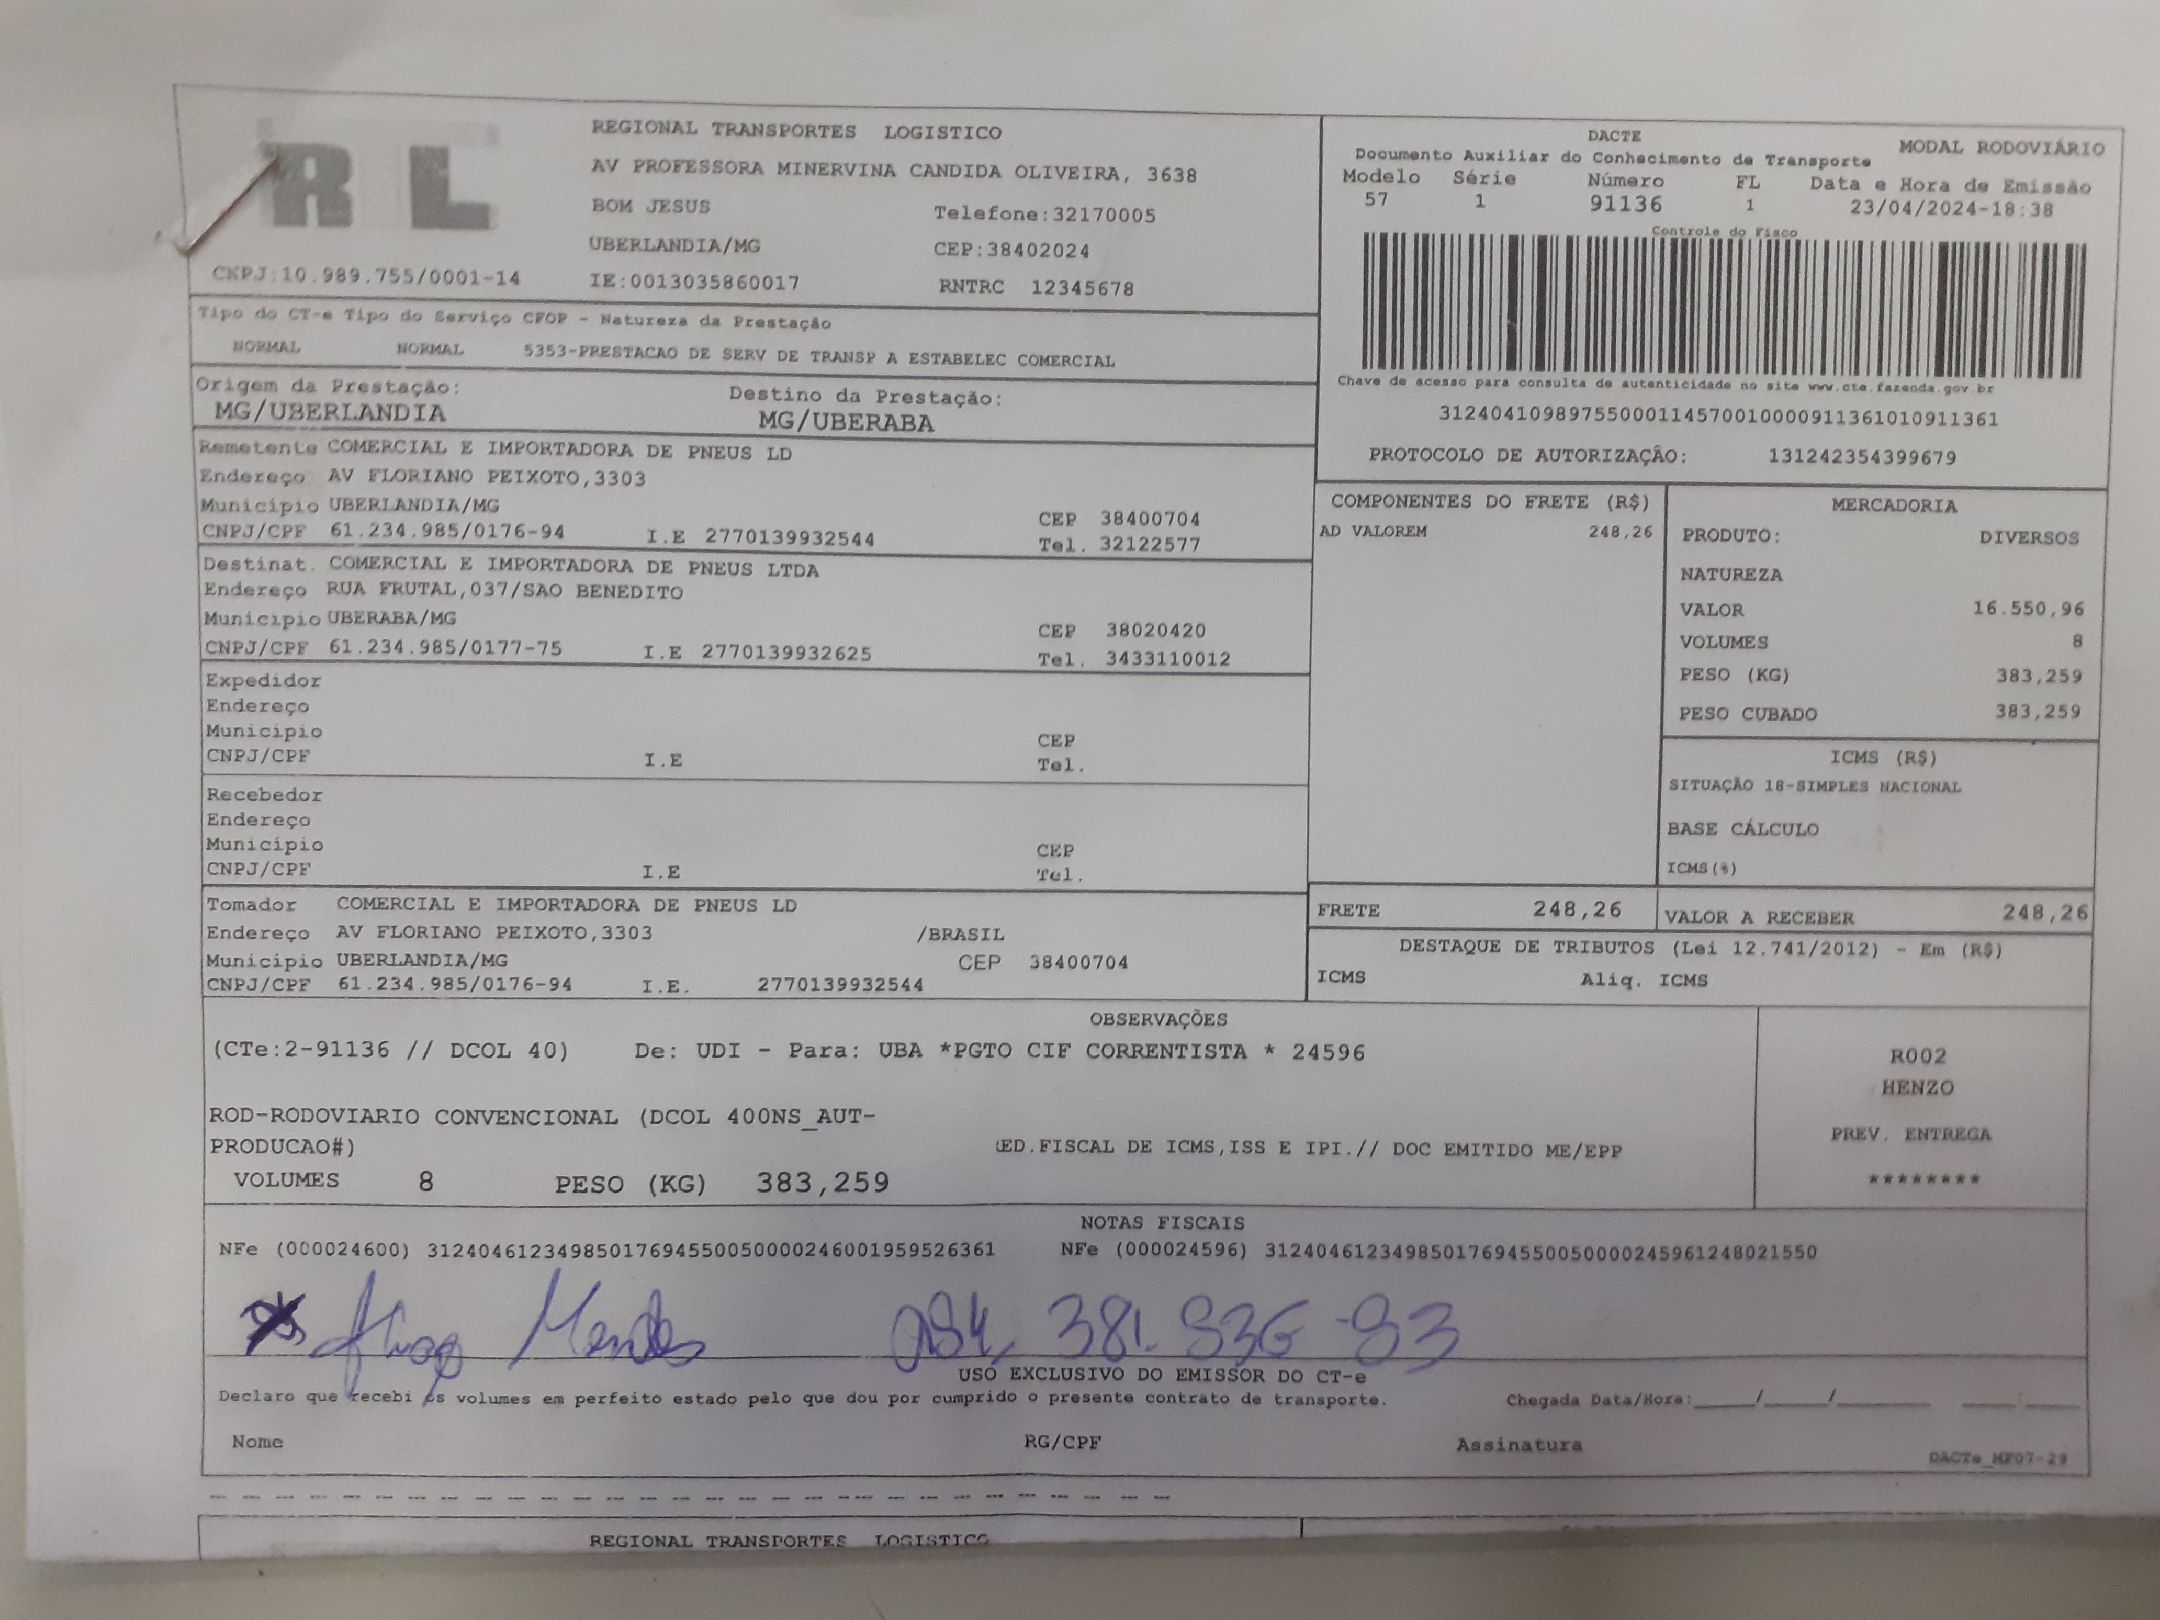 RL
REGIONAL TRANSPORTES LOGISTICO
AV PROFESSORA MINERVINA CANDIDA OLIVEIRA, 3638
BOM JESUS Telefone:32170005
UBERLANDIA/MG CEP:38402024
CNPJ:10.989.755/0001-14 IE:0013035860017 RNTRC 12345678
DACTE MODAL RODOVIÁRIO
Documento Auxiliar do Conhecimento de Transporte
Modelo Série Número FL Data e Hora de Emissão
57 1 91136 1 23/04/2024-18:38
Controle do Fisco
Chave de acesso para consulta de autenticidade no site www.cte.fazenda.gov.br
31240410989755000114570010000911361010911361
PROTOCOLO DE AUTORIZAÇÂO: 131242354399679
Tipo do CT-e Tipo do Serviço CFOP - Natureza da Prestação
NORMAL NORMAL 5353-PRESTACAO DE SERV DE TRANSP A ESTABELEC COMERCIAL
Origem da Prestação: Destino da Prestação:
MG/UBERLANDIA MG/UBERABA
Remetente COMERCIAL E IMPORTADORA DE PNEUS LD
Endereço AV FLORIANO PEIXOTO,3303
Município UBERLANDIA/MG CEP 38400704
CNPJ/CPF 61.234.985/0176-94 I.E 2770139932544 Tel. 32122577
Destinat. COMERCIAL E IMPORTADORA DE PNEUS LTDA
Endereço RUA FRUTAL,037/SAO BENEDITO
Município UBERABA/MG CEP 38020420
CNPJ/CPF 61.234.985/0177-75 I.E 2770139932625 Tel. 3433110012
Expedidor
Endereço
Município CEP
CNPJ/CPF I.E Tel.
Recebedor
Endereço
Município CEP
CNPJ/CPF I.E Tel.
Tomador COMERCIAL E IMPORTADORA DE PNEUS LD
Endereço AV FLORIANO PEIXOTO,3303 /BRASIL
Município UBERLANDIA/MG CEP 38400704
CNPJ/CPF 61.234.985/0176-94 I.E. 2770139932544
COMPONENTES DO FRETE (R$)
AD VALOREM 248,26
MERCADORIA
PRODUTO: DIVERSOS
NATUREZA
VALOR 16.550,96
VOLUMES 8
PESO (KG) 383,259
PESO CUBADO 383,259
ICMS (R$)
SITUAÇÃO 18-SIMPLES NACIONAL
BASE CÁLCULO
ICMS(%)
FRETE 248,26 VALOR A RECEBER 248,26
DESTAQUE DE TRIBUTOS (Lei 12.741/2012) - Em (R$)
ICMS Aliq. ICMS
OBSERVAÇÕES
(CTe:2-91136 // DCOL 40) De: UDI - Para: UBA *PGTO CIF CORRENTISTA * 24596
ROD-RODOVIARIO CONVENCIONAL (DCOL 400NS_AUT-
PRODUCAO#) ED.FISCAL DE ICMS,ISS E IPI.// DOC EMITIDO ME/EPP
VOLUMES 8 PESO (KG) 383,259
R002
HENZO
PREV. ENTREGA
********
NOTAS FISCAIS
NFe (000024600) 31240461234985017694550050000246001959526361 NFe (000024596) 31240461234985017694550050000245961248021550
Mendes
USO EXCLUSIVO DO EMISSOR DO CT-e
Declaro que recebi os volumes em perfeito estado pelo que dou por cumprido o presente contrato de transporte. Chegada Data/Hora:_____/_____/_______ ____:____
Nome RG/CPF Assinatura
DACTe_MF07-29
REGIONAL TRANSPORTES LOGISTICO